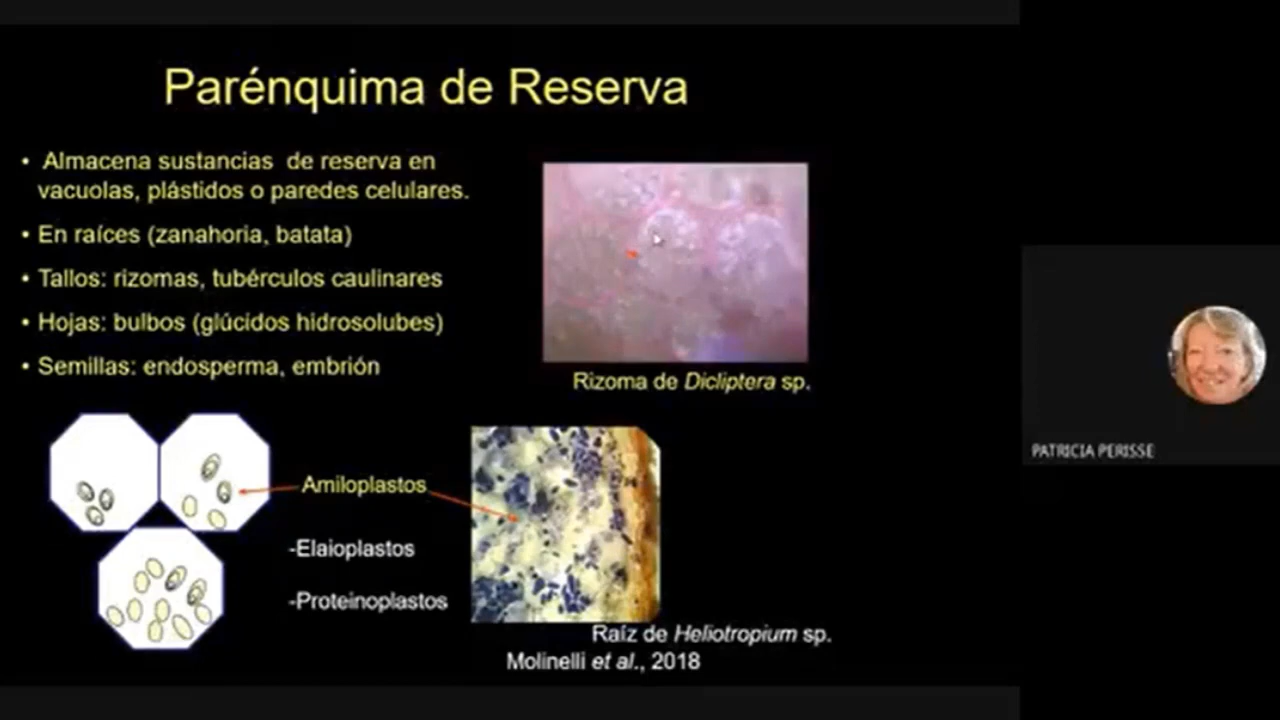 Parénquima de Reserva
• Almacena sustancias de reserva en
vacuolas, plástidos o paredes celulares.
• En raíces (zanahoria, batata)
• Tallos: rizomas, tubérculos caulinares
• Hojas: bulbos (glúcidos hidrosolubles)
• Semillas: endosperma, embrión
Rizoma de Dicliptera sp.
Amiloplastos
-Elaioplastos
-Proteinoplastos
Raíz de Heliotropium sp.
Molinelli et al., 2018
PATRICIA PERISSE